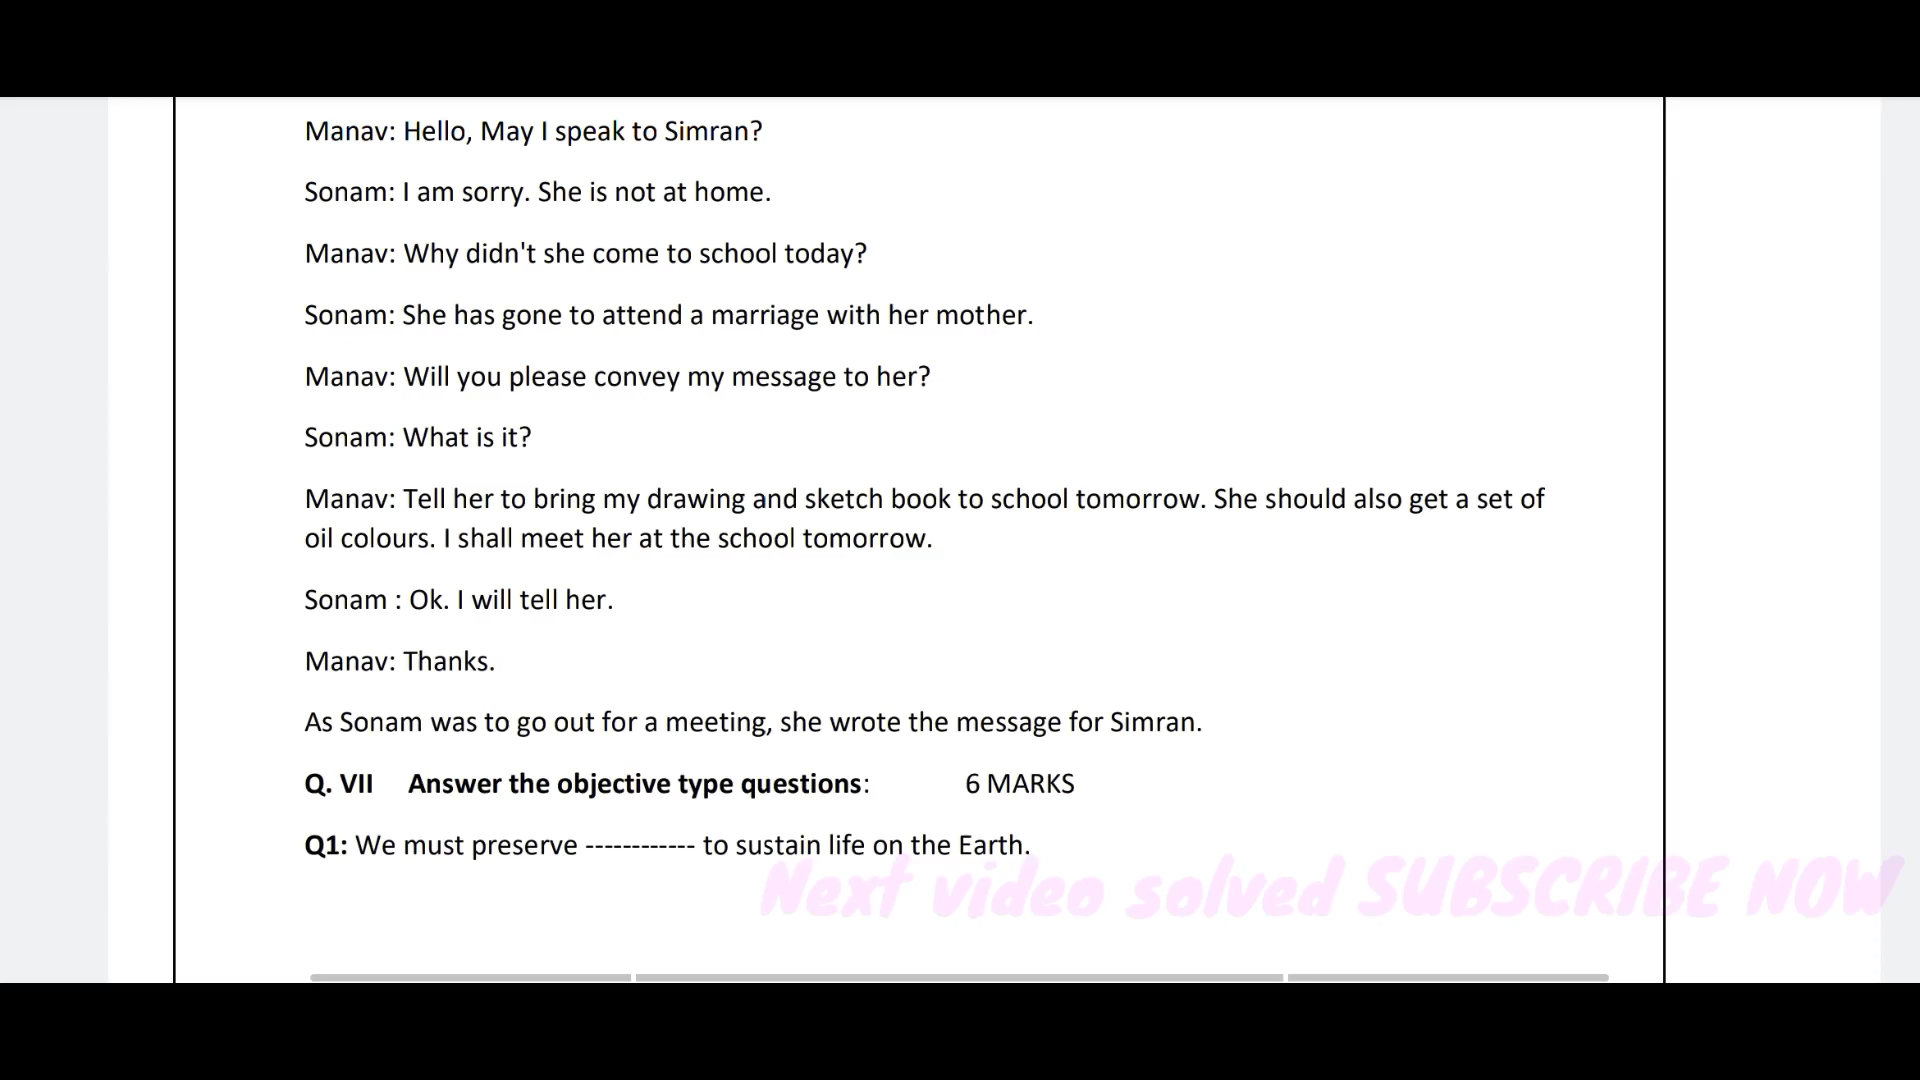 Manav: Hello, May I speak to Simran?
Sonam: I am sorry. She is not at home.
Manav: Why didn't she come to school today?
Sonam: She has gone to attend a marriage with her mother.
Manav: Will you please convey my message to her?
Sonam: What is it?
Manav: Tell her to bring my drawing and sketch book to school tomorrow. She should also get a set of
oil colours. I shall meet her at the school tomorrow.
Sonam : Ok. I will tell her.
Manav: Thanks.
As Sonam was to go out for a meeting, she wrote the message for Simran.
Q. VII Answer the objective type questions: 6 MARKS
Q1: We must preserve ------------ to sustain life on the Earth.
Next video solved SUBSCRIBE NOW